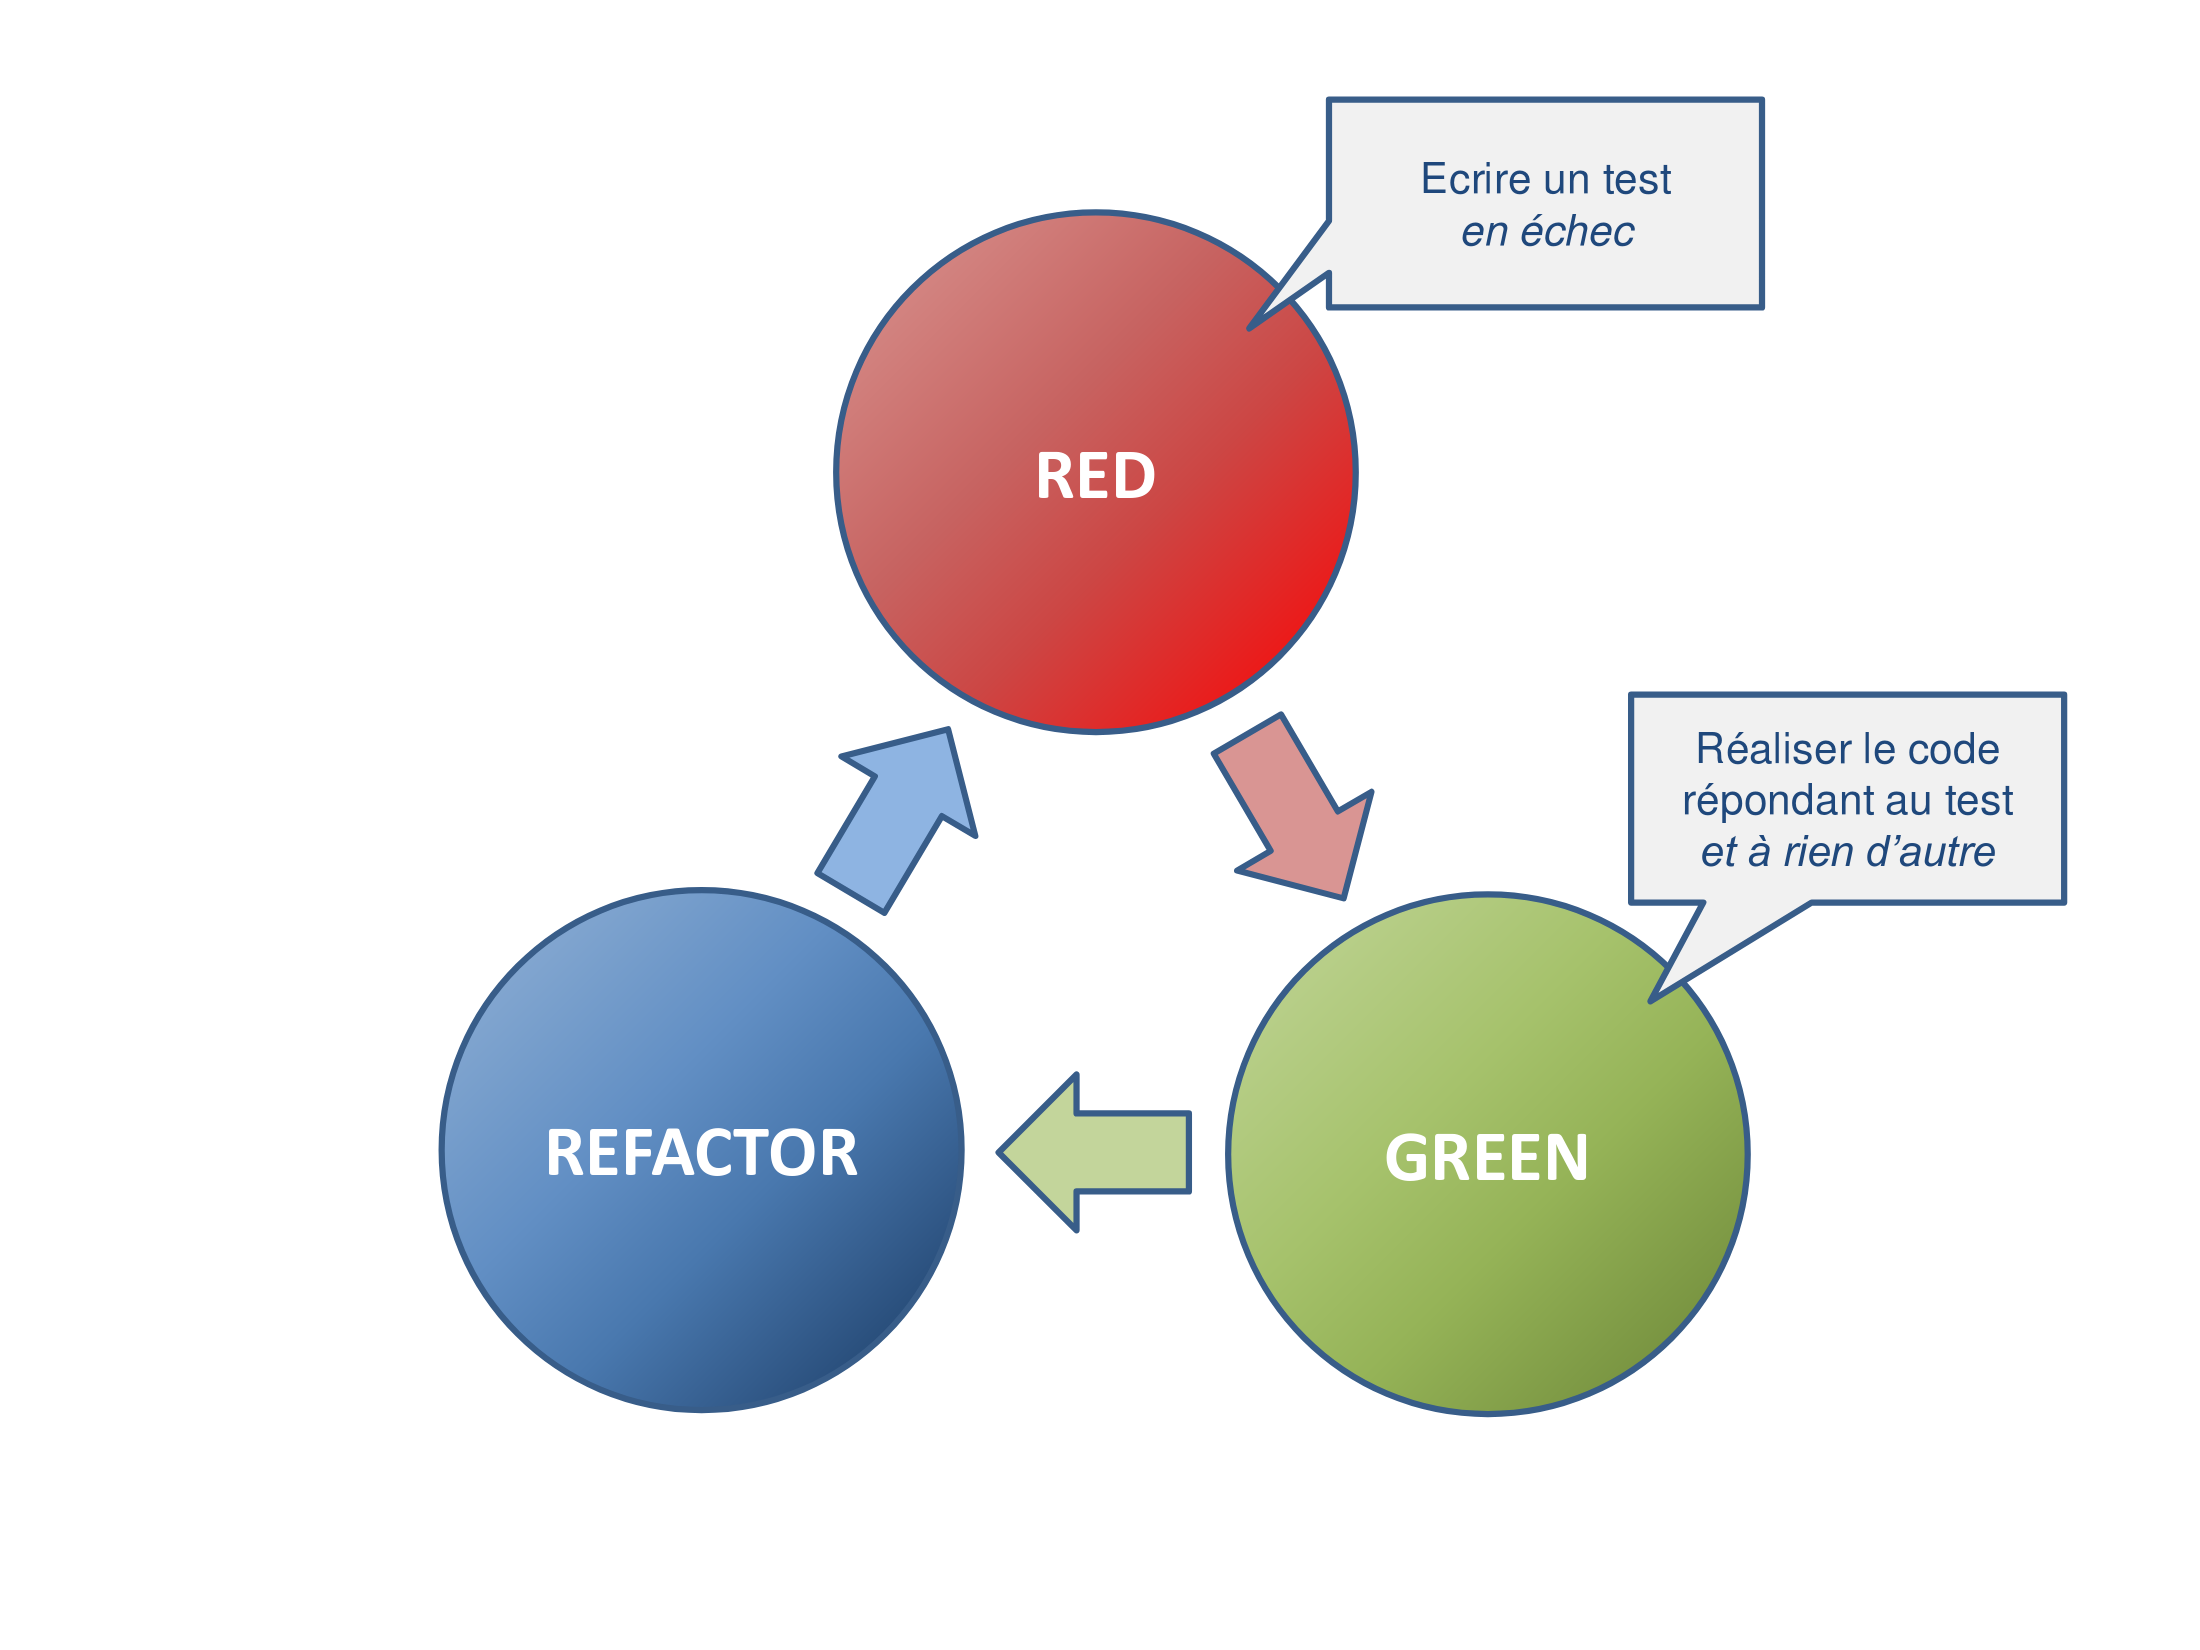 Ecrire un test
en échec
RED
Réaliser le code
répondant au test
et à rien d’autre
REFACTOR
GREEN